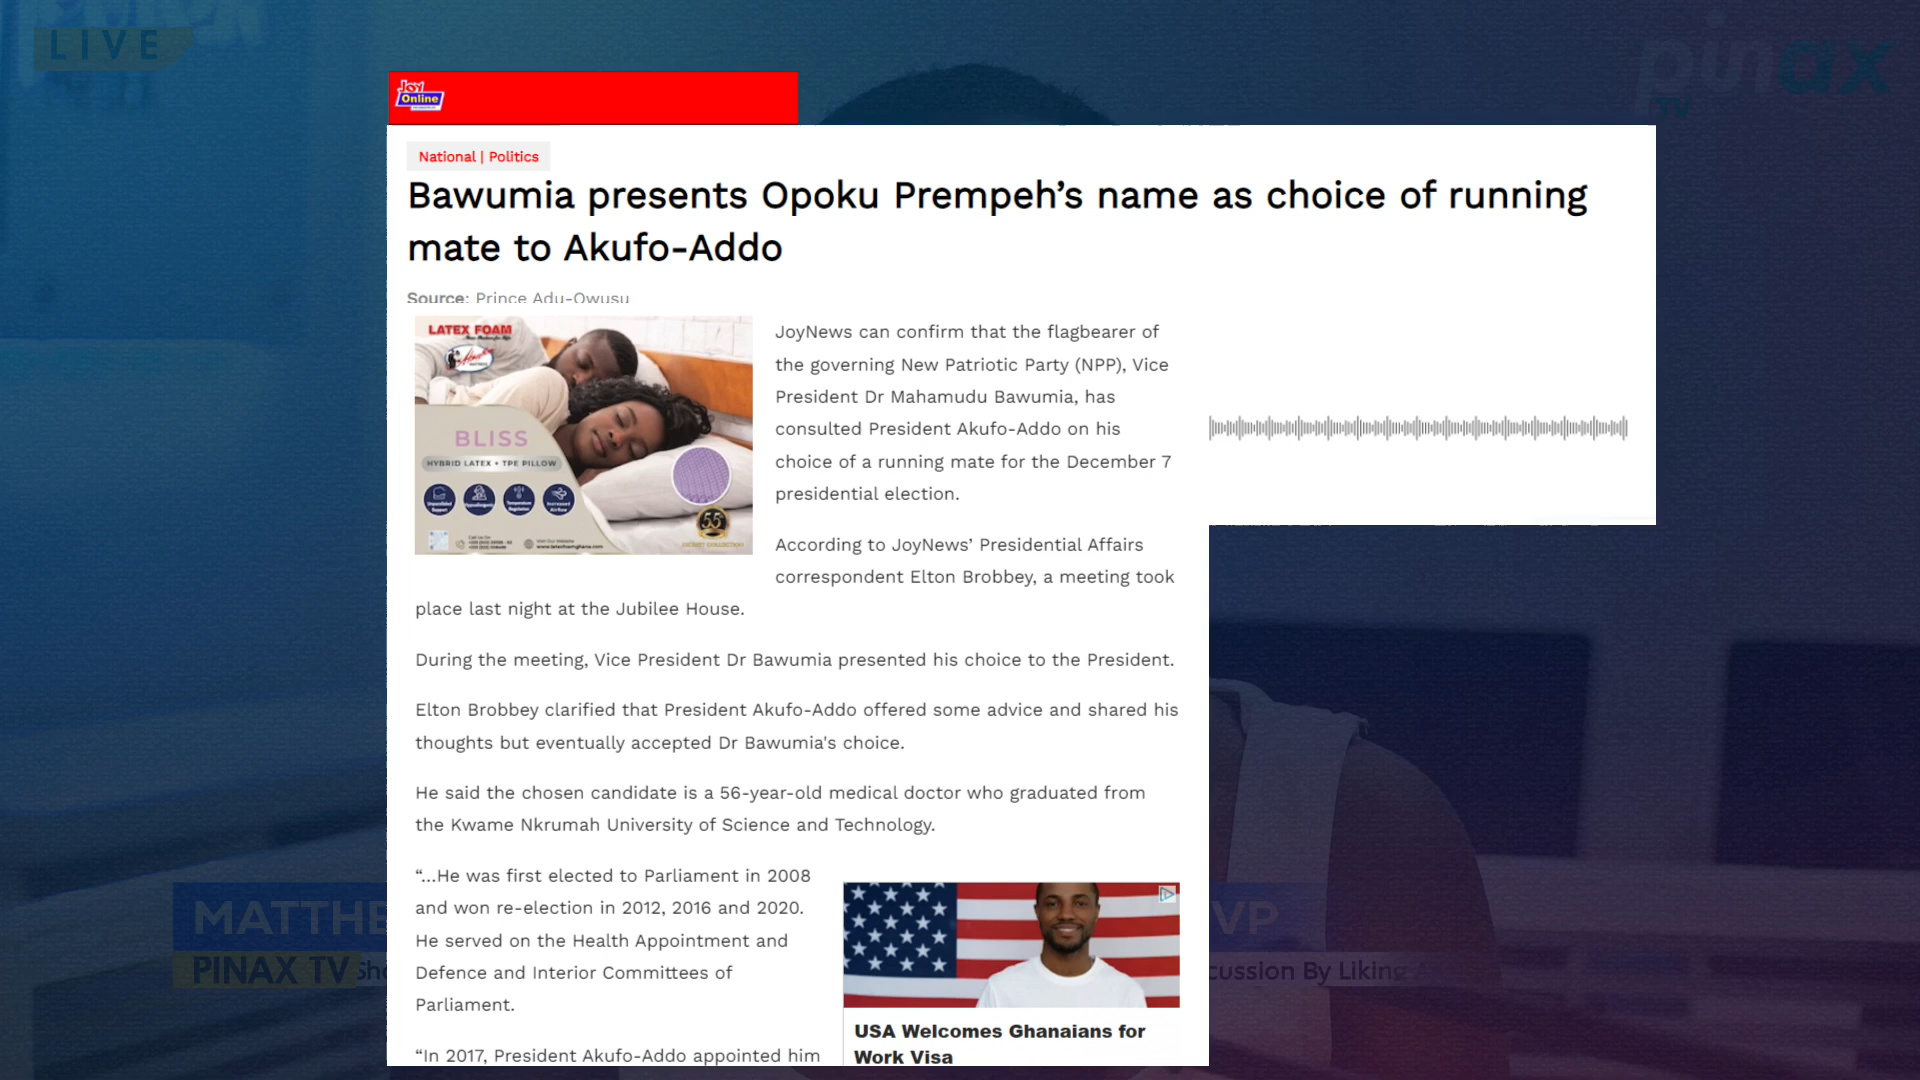 LIVE
pinax
TV
Joy
Online
National | Politics
Bawumia presents Opoku Prempeh’s name as choice of running
mate to Akufo-Addo
Source: Prince Adu-Owusu
LATEX FOAM
BLISS
HYBRID LATEX + TPE PILLOW
55
JoyNews can confirm that the flagbearer of
the governing New Patriotic Party (NPP), Vice
President Dr Mahamudu Bawumia, has
consulted President Akufo-Addo on his
choice of a running mate for the December 7
presidential election.
According to JoyNews’ Presidential Affairs
correspondent Elton Brobbey, a meeting took
place last night at the Jubilee House.
During the meeting, Vice President Dr Bawumia presented his choice to the President.
Elton Brobbey clarified that President Akufo-Addo offered some advice and shared his
thoughts but eventually accepted Dr Bawumia's choice.
He said the chosen candidate is a 56-year-old medical doctor who graduated from
the Kwame Nkrumah University of Science and Technology.
“…He was first elected to Parliament in 2008
and won re-election in 2012, 2016 and 2020.
He served on the Health Appointment and
Defence and Interior Committees of
Parliament.
“In 2017, President Akufo-Addo appointed him
USA Welcomes Ghanaians for
Work Visa
MATTHE
VP
PINAX TV Sh
cussion By Liking